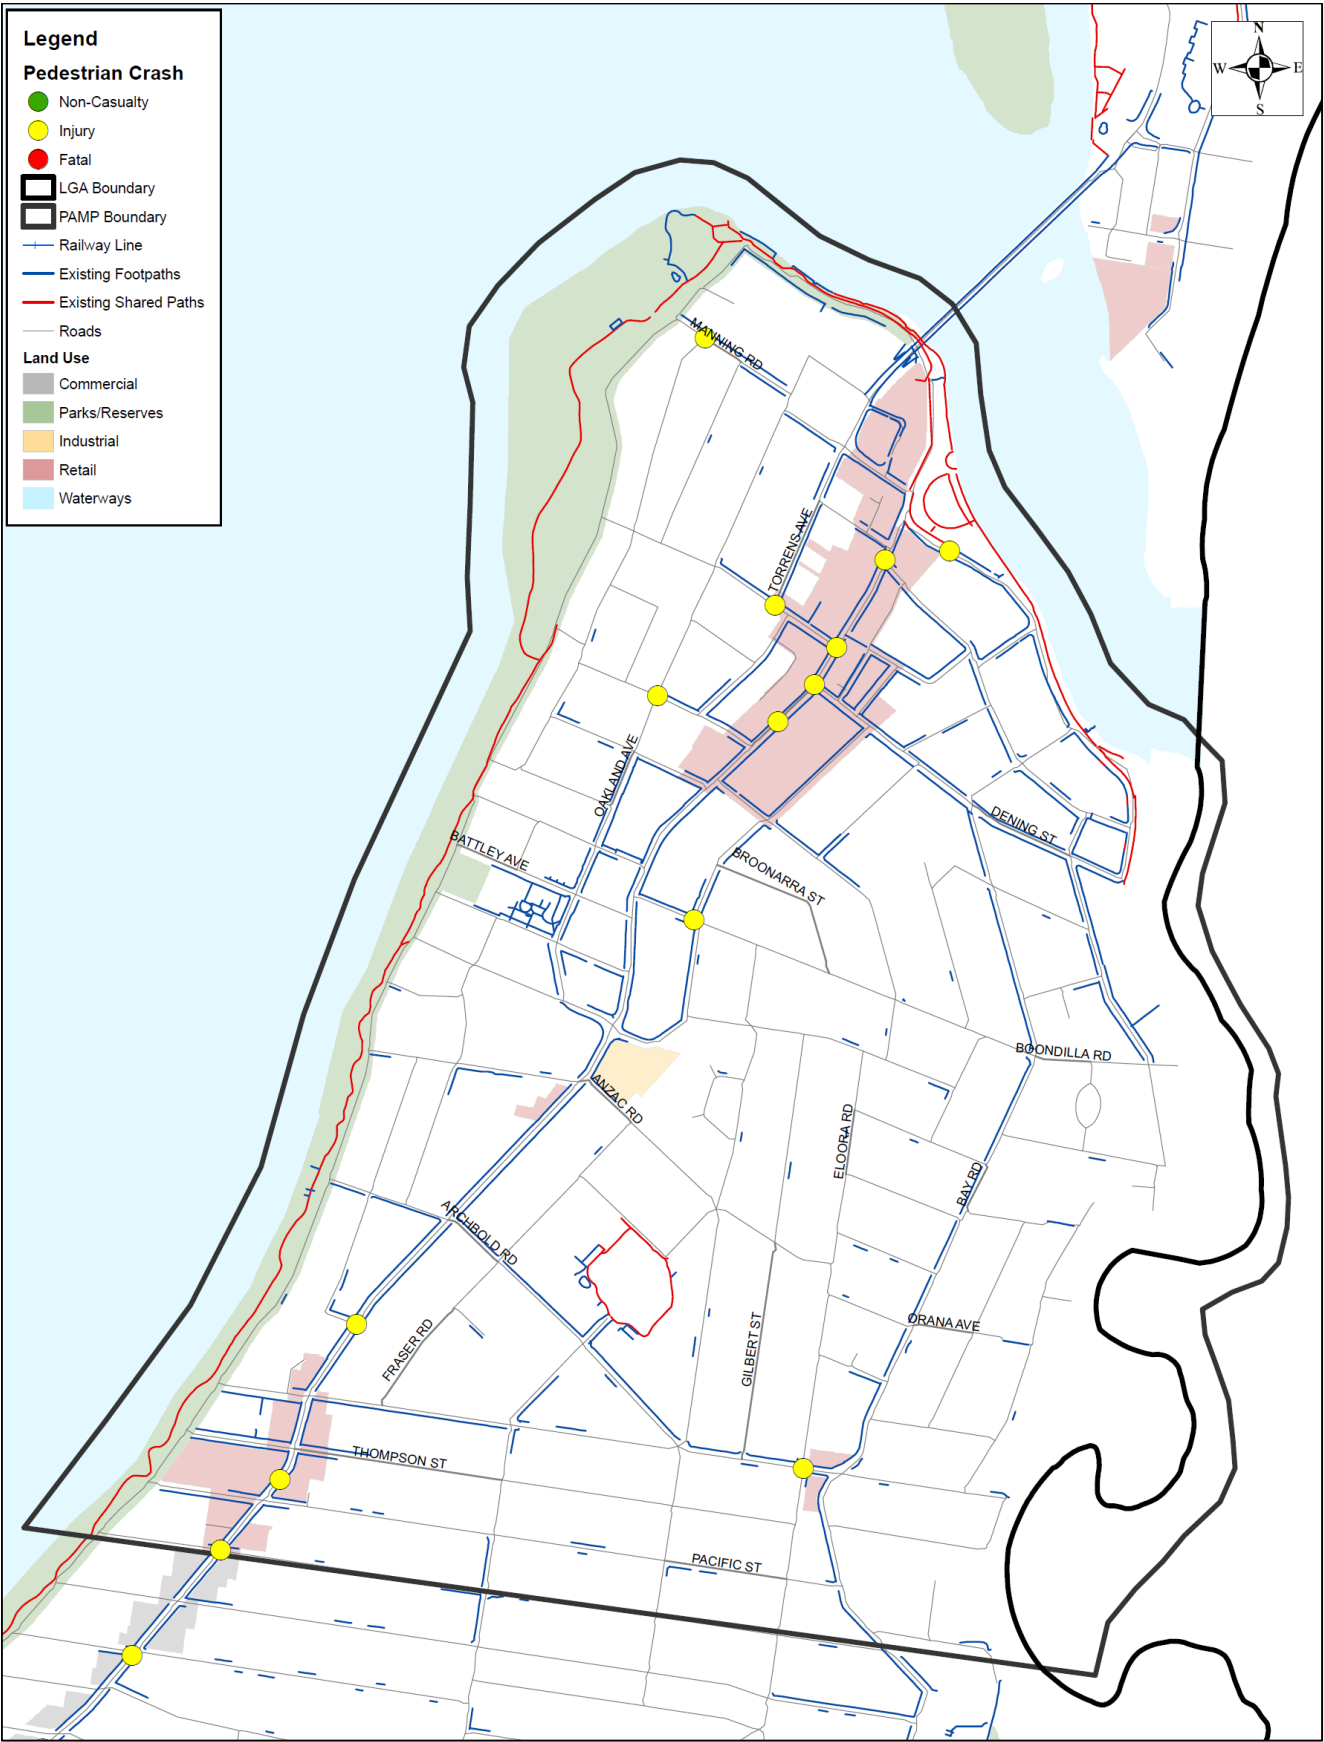 Legend
Pedestrian Crash
Non-Casualty
Injury
Fatal
LGA Boundary
PAMP Boundary
Railway Line
Existing Footpaths
Existing Shared Paths
Roads
Land Use
Commercial
Parks/Reserves
Industrial
Retail
Waterways
N
W E
S
MANNING RD
TORRENS AVE
OAKLAND AVE
DENING ST
BATTLEY AVE
BROONARRA ST
BOONDILLA RD
ANZAC RD
ELOORA RD
BAY RD
ARCHBOLD RD
ORANA AVE
GILBERT ST
FRASER RD
THOMPSON ST
PACIFIC ST